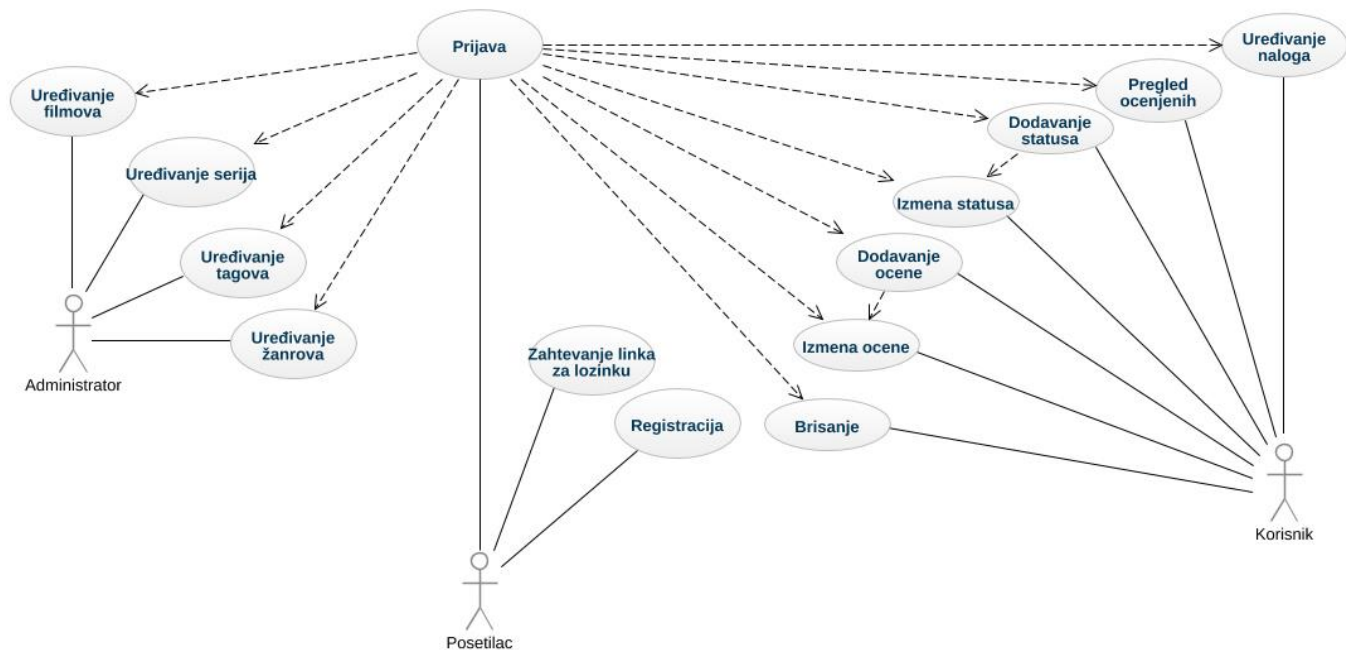 Prijava
Uređivanje
naloga
Uređivanje
filmova
Pregled
ocenjenih
Dodavanje
statusa
Uređivanje serija
Izmena statusa
Uređivanje
tagova
Dodavanje
ocene
Uređivanje
žanrova
Izmena ocene
Zahtevanje linka
za lozinku
Administrator
Registracija
Brisanje
Korisnik
Posetilac